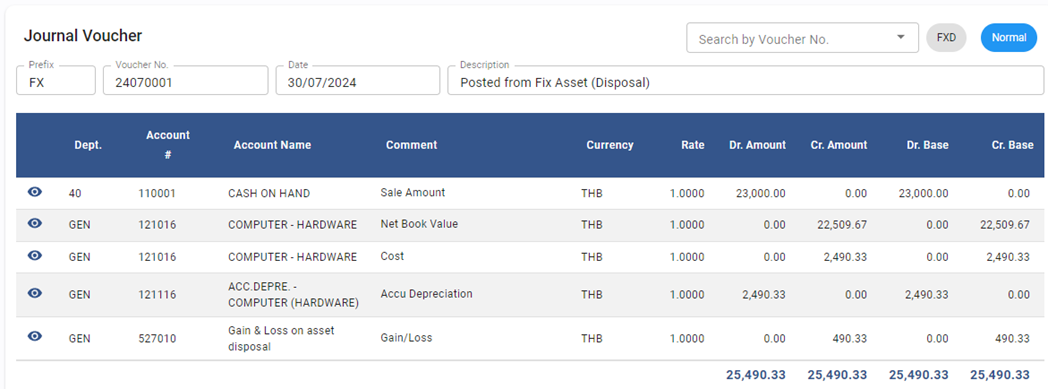 Journal Voucher
Search by Voucher No.
FXD
Normal
Prefix
Voucher No.
Date
Description
FX
24070001
30/07/2024
Posted from Fix Asset (Disposal)
Dept.
Account
#
Account Name
Comment
Currency
Rate
Dr. Amount
Cr. Amount
Dr. Base
Cr. Base
40 110001 CASH ON HAND Sale Amount THB 1.0000 23,000.00 0.00 23,000.00 0.00
GEN 121016 COMPUTER - HARDWARE Net Book Value THB 1.0000 0.00 22,509.67 0.00 22,509.67
GEN 121016 COMPUTER - HARDWARE Cost THB 1.0000 0.00 2,490.33 0.00 2,490.33
GEN 121116 ACC.DEPRE. -
COMPUTER (HARDWARE) Accu Depreciation THB 1.0000 2,490.33 0.00 2,490.33 0.00
GEN 527010 Gain & Loss on asset
disposal Gain/Loss THB 1.0000 0.00 490.33 0.00 490.33
25,490.33 25,490.33 25,490.33 25,490.33